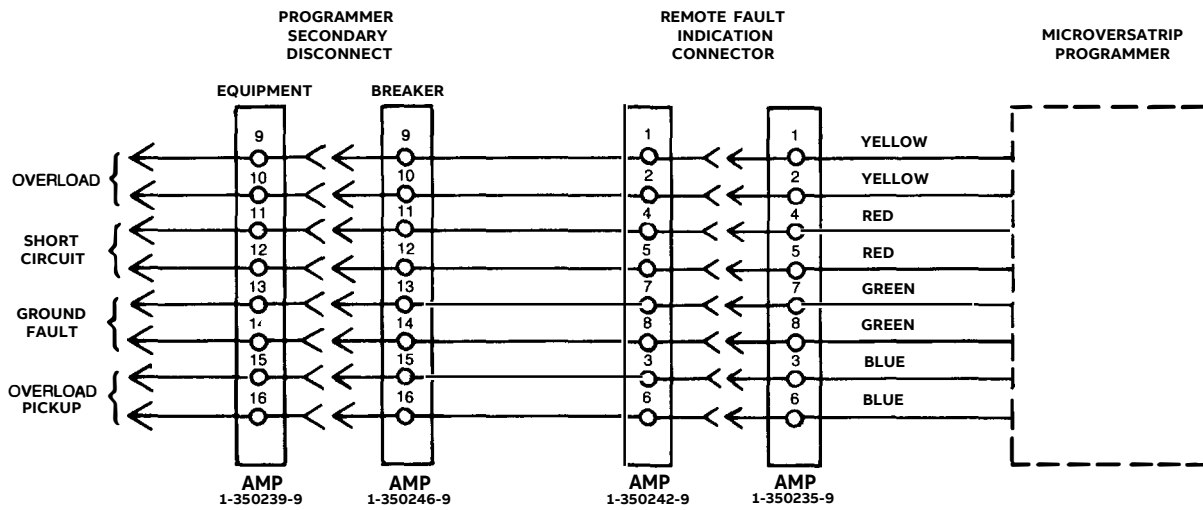 PROGRAMMER
SECONDARY
DISCONNECT
REMOTE FAULT
INDICATION
CONNECTOR
MICROVERSATRIP
PROGRAMMER
EQUIPMENT
BREAKER
9 9 1 1 YELLOW
10 10 2 2 YELLOW
OVERLOAD
11 11 4 4 RED
12 12 5 5 RED
SHORT
CIRCUIT
13 13 7 7 GREEN
14 8 8 GREEN
GROUND
FAULT
15 15 3 3 BLUE
16 16 6 6 BLUE
OVERLOAD
PICKUP
AMP
1-350239-9
AMP
1-350246-9
AMP
1-350242-9
AMP
1-350235-9